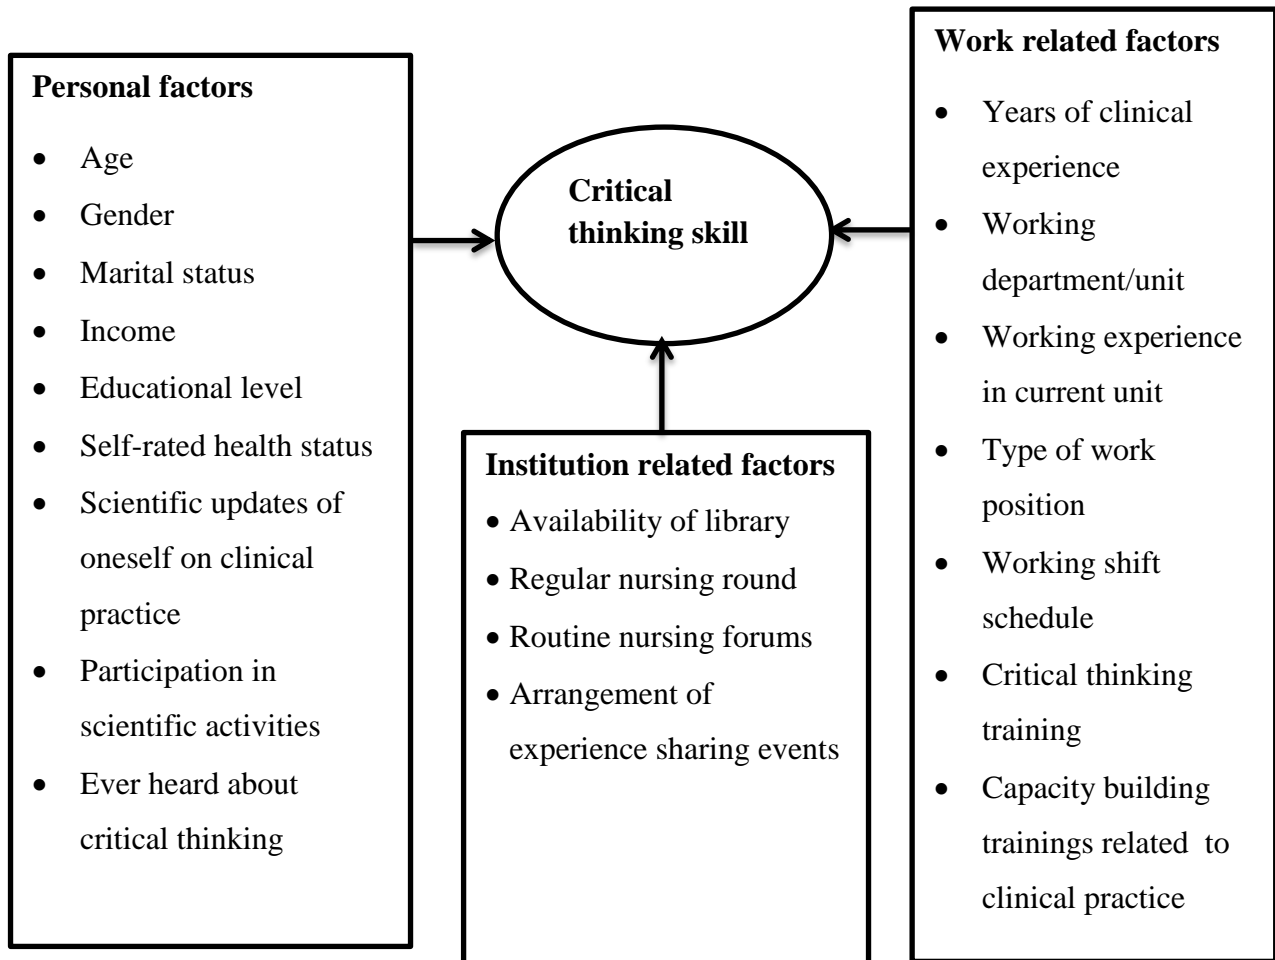 Personal factors
• Age
• Gender
• Marital status
• Income
• Educational level
• Self-rated health status
• Scientific updates of
oneself on clinical
practice
• Participation in
scientific activities
• Ever heard about
critical thinking
Critical
thinking skill
Institution related factors
• Availability of library
• Regular nursing round
• Routine nursing forums
• Arrangement of
experience sharing events
Work related factors
• Years of clinical
experience
• Working
department/unit
• Working experience
in current unit
• Type of work
position
• Working shift
schedule
• Critical thinking
training
• Capacity building
trainings related to
clinical practice